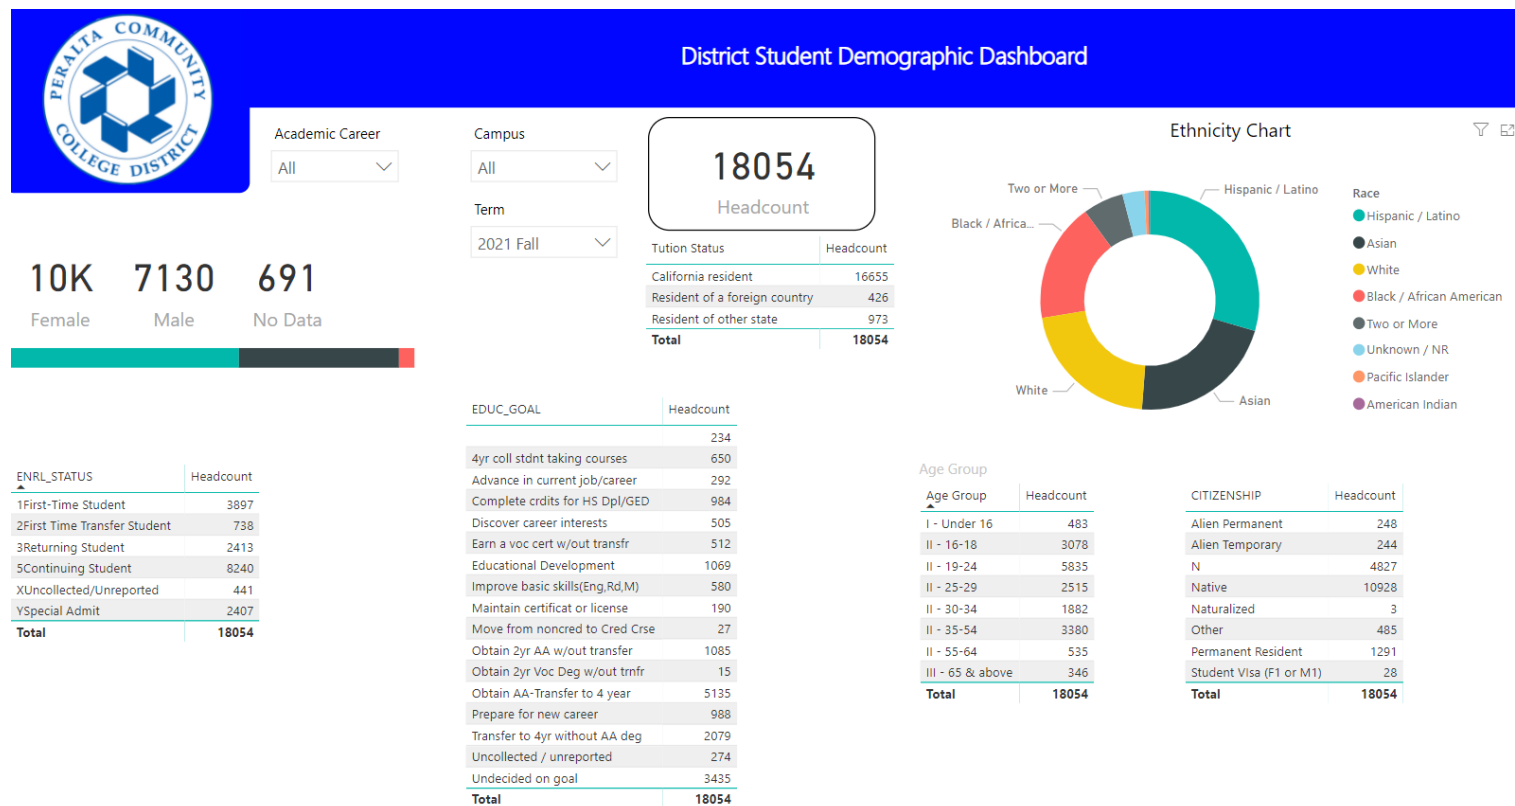 PERALTA COMMUNITY
COLLEGE DISTRICT
District Student Demographic Dashboard
Academic Career
All
Campus
All
Term
2021 Fall
18054
Headcount
10K
Female
7130
Male
691
No Data
Tution Status Headcount
California resident 16655
Resident of a foreign country 426
Resident of other state 973
Total 18054
Ethnicity Chart
Two or More
Hispanic / Latino
Black / Africa...
White
Asian
Race
Hispanic / Latino
Asian
White
Black / African American
Two or More
Unknown / NR
Pacific Islander
American Indian
ENRL_STATUS Headcount
1First-Time Student 3897
2First Time Transfer Student 738
3Returning Student 2413
5Continuing Student 8240
XUncollected/Unreported 441
YSpecial Admit 2407
Total 18054
EDUC_GOAL Headcount
234
4yr coll stdnt taking courses 650
Advance in current job/career 292
Complete crdits for HS Dpl/GED 984
Discover career interests 505
Earn a voc cert w/out transfr 512
Educational Development 1069
Improve basic skills(Eng,Rd,M) 580
Maintain certificat or license 190
Move from noncred to Cred Crse 27
Obtain 2yr AA w/out transfer 1085
Obtain 2yr Voc Deg w/out trnfr 15
Obtain AA-Transfer to 4 year 5135
Prepare for new career 988
Transfer to 4yr without AA deg 2079
Uncollected / unreported 274
Undecided on goal 3435
Total 18054
Age Group
Age Group Headcount
I - Under 16 483
II - 16-18 3078
II - 19-24 5835
II - 25-29 2515
II - 30-34 1882
II - 35-54 3380
II - 55-64 535
III - 65 & above 346
Total 18054
CITIZENSHIP Headcount
Alien Permanent 248
Alien Temporary 244
N 4827
Native 10928
Naturalized 3
Other 485
Permanent Resident 1291
Student VIsa (F1 or M1) 28
Total 18054